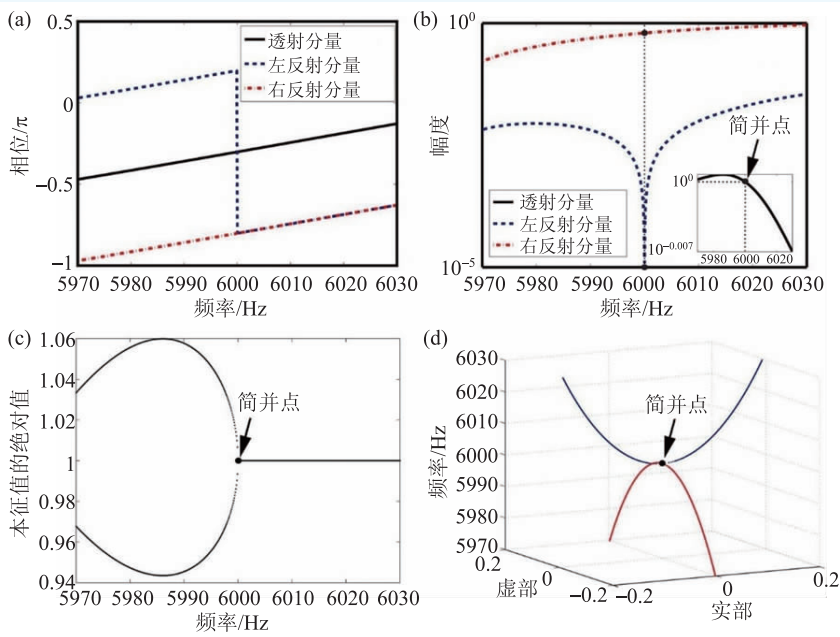 (a)
0.5
0
−0.5
−1
相位/π
透射分量
左反射分量
右反射分量
5970 5980 5990 6000 6010 6020 6030
频率/Hz
(b)
10⁰
10⁻⁵
幅度
简并点
透射分量
左反射分量
右反射分量
10⁰
10⁻⁰·⁰⁰⁷
5980 6000 6020
5970 5980 5990 6000 6010 6020 6030
频率/Hz
(c)
1.06
1.04
1.02
1
0.98
0.96
0.94
本征值的绝对值
简并点
5970 5980 5990 6000 6010 6020 6030
频率/Hz
(d)
6030
6020
6010
6000
5990
5980
5970
频率/Hz
简并点
0.2
0
−0.2
虚部
−0.2
0
0.2
实部